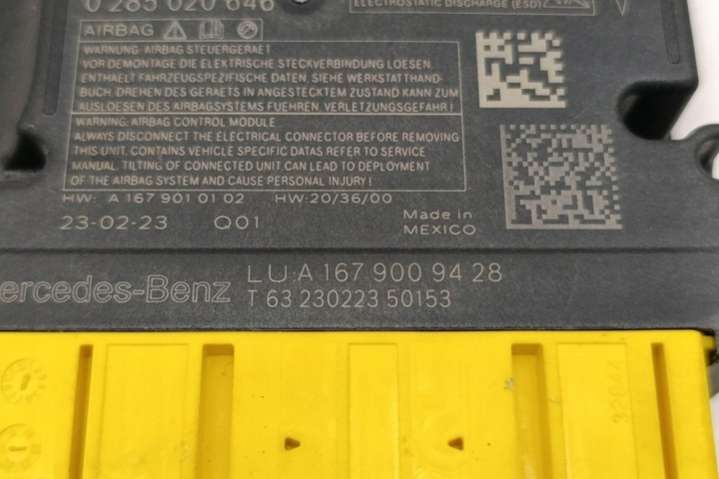 0 285 020 646
ELECTROSTATIC DISCHARGE (ESD)
AIRBAG
WARNUNG: AIRBAG STEUERGERAET
VOR DEMONTAGE DIE ELEKTRISCHE STECKVERBINDUNG LOESEN.
ENTHAELT FAHRZEUGSPEZIFISCHE DATEN, SIEHE WERKSTATTHAND-
BUCH. DREHEN DES GERAETS IN ANGESTECKTEM ZUSTAND KANN ZUM
AUSLOESEN DES AIRBAGSYSTEMS FUEHREN. VERLETZUNGSGEFAHR!
WARNING: AIRBAG CONTROL MODULE
ALWAYS DISCONNECT THE ELECTRICAL CONNECTOR BEFORE REMOVING
THIS UNIT. CONTAINS VEHICLE SPECIFIC DATAS REFER TO SERVICE
MANUAL. TILTING OF CONNECTED UNIT CAN LEAD TO DEPLOYMENT
OF THE AIRBAG SYSTEM AND CAUSE PERSONAL INJURY!
HW: A 167 901 01 02 HW:20/36/00
23-02-23 Q01
Made in
MEXICO
ercedes-Benz LU:A 167 900 94 28
T 63 230223 50153